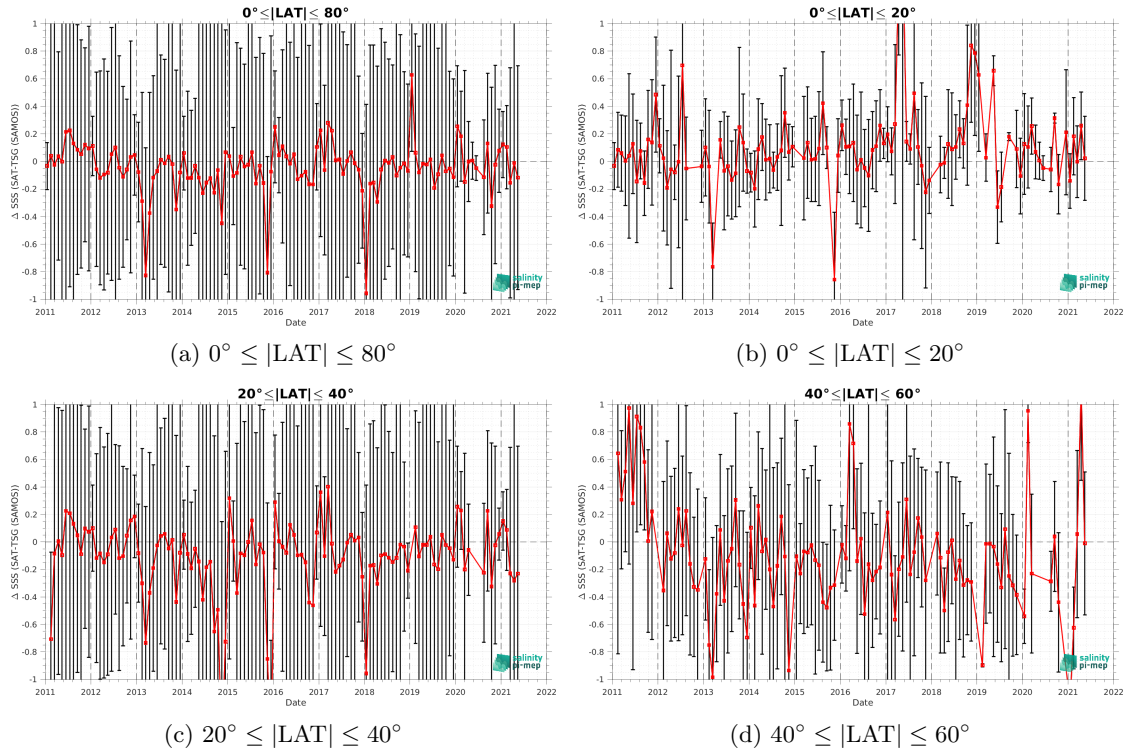 0°≤|LAT|≤ 80°
Δ SSS (SAT-TSG (SAMOS))
1
0.8
0.6
0.4
0.2
0
-0.2
-0.4
-0.6
-0.8
-1
2011 2012 2013 2014 2015 2016 2017 2018 2019 2020 2021 2022
Date
salinity
pi-mep
(a) 0° ≤ |LAT| ≤ 80°
0°≤|LAT|≤ 20°
Δ SSS (SAT-TSG (SAMOS))
1
0.8
0.6
0.4
0.2
0
-0.2
-0.4
-0.6
-0.8
-1
2011 2012 2013 2014 2015 2016 2017 2018 2019 2020 2021 2022
Date
salinity
pi-mep
(b) 0° ≤ |LAT| ≤ 20°
20°≤|LAT|≤ 40°
Δ SSS (SAT-TSG (SAMOS))
1
0.8
0.6
0.4
0.2
0
-0.2
-0.4
-0.6
-0.8
-1
2011 2012 2013 2014 2015 2016 2017 2018 2019 2020 2021 2022
Date
salinity
pi-mep
(c) 20° ≤ |LAT| ≤ 40°
40°≤|LAT|≤ 60°
Δ SSS (SAT-TSG (SAMOS))
1
0.8
0.6
0.4
0.2
0
-0.2
-0.4
-0.6
-0.8
-1
2011 2012 2013 2014 2015 2016 2017 2018 2019 2020 2021 2022
Date
salinity
pi-mep
(d) 40° ≤ |LAT| ≤ 60°